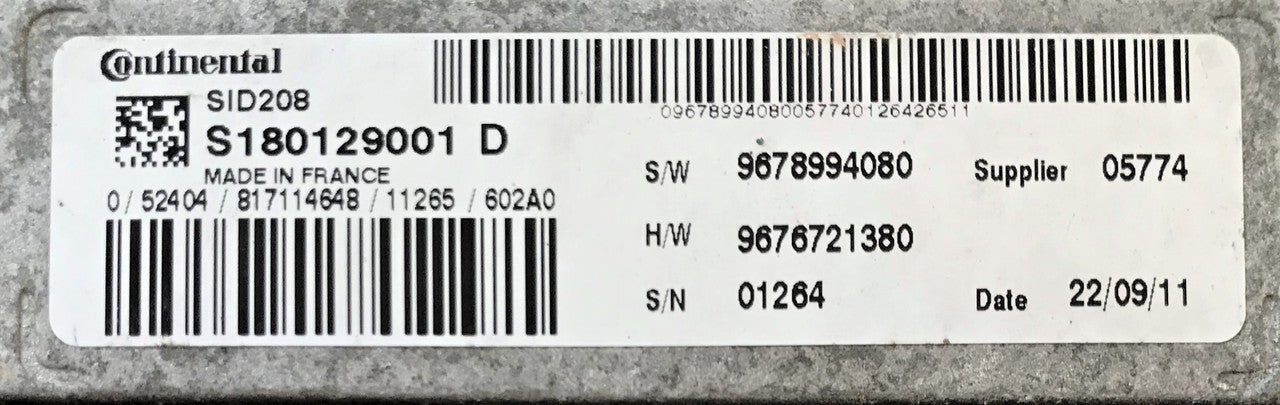 Continental
SID208
S180129001 D
MADE IN FRANCE
0 / 52404 / 817114648 / 11265 / 602A0
09678994080057740126426511
S/W 9678994080 Supplier 05774
H/W 9676721380
S/N 01264 Date 22/09/11